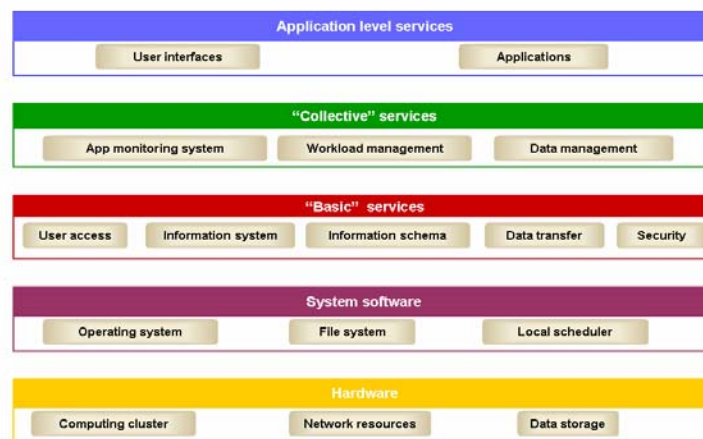 Application level services
User interfaces Applications
“Collective” services
App monitoring system Workload management Data management
“Basic” services
User access Information system Information schema Data transfer Security
System software
Operating system File system Local scheduler
Hardware
Computing cluster Network resources Data storage